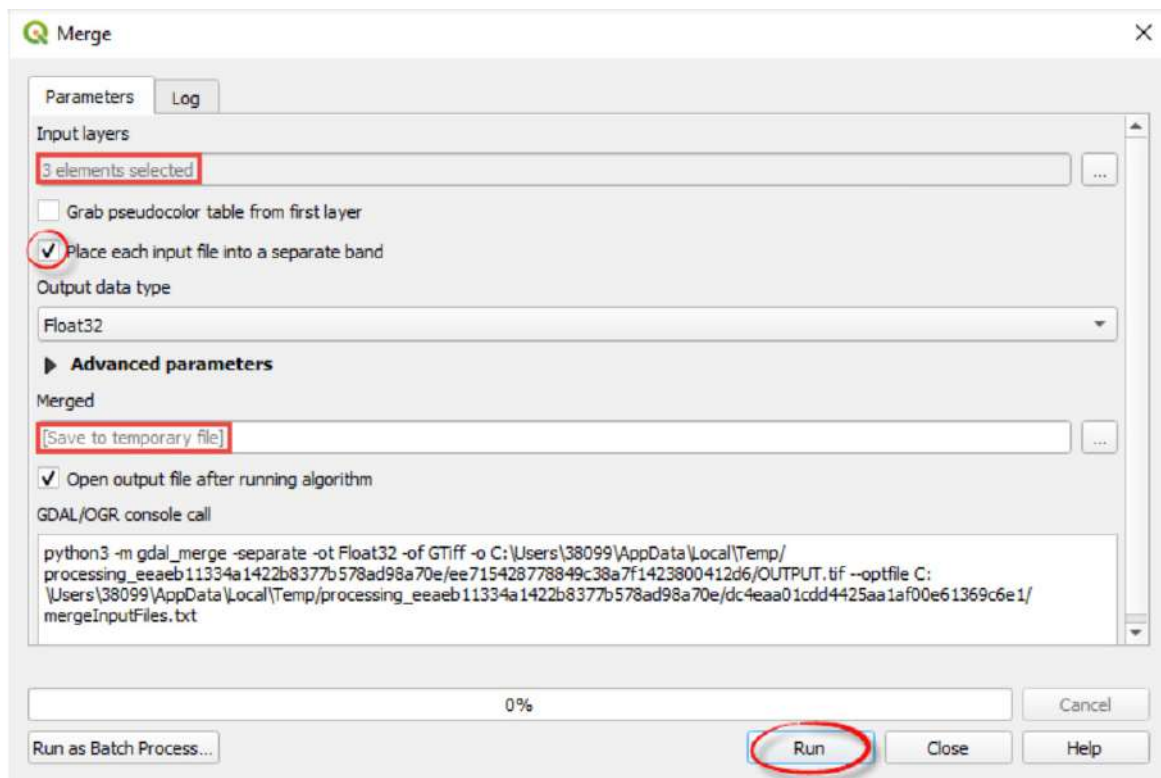 Merge
Parameters
Log
Input layers
3 elements selected
...
Grab pseudocolor table from first layer
Place each input file into a separate band
Output data type
Float32
Advanced parameters
Merged
[Save to temporary file]
...
Open output file after running algorithm
GDAL/OGR console call
python3 -m gdal_merge -separate -ot Float32 -of GTiff -o C:\Users\38099\AppData\Local\Temp/
processing_eeaeb11334a1422b8377b578ad98a70e/ee715428778849c38a7f1423800412d6/OUTPUT.tif --optfile C:
\Users\38099\AppData\Local\Temp/processing_eeaeb11334a1422b8377b578ad98a70e/dc4eaa01cdd4425aa1af00e61369c6e1/
mergeInputFiles.txt
0%
Cancel
Run as Batch Process...
Run
Close
Help